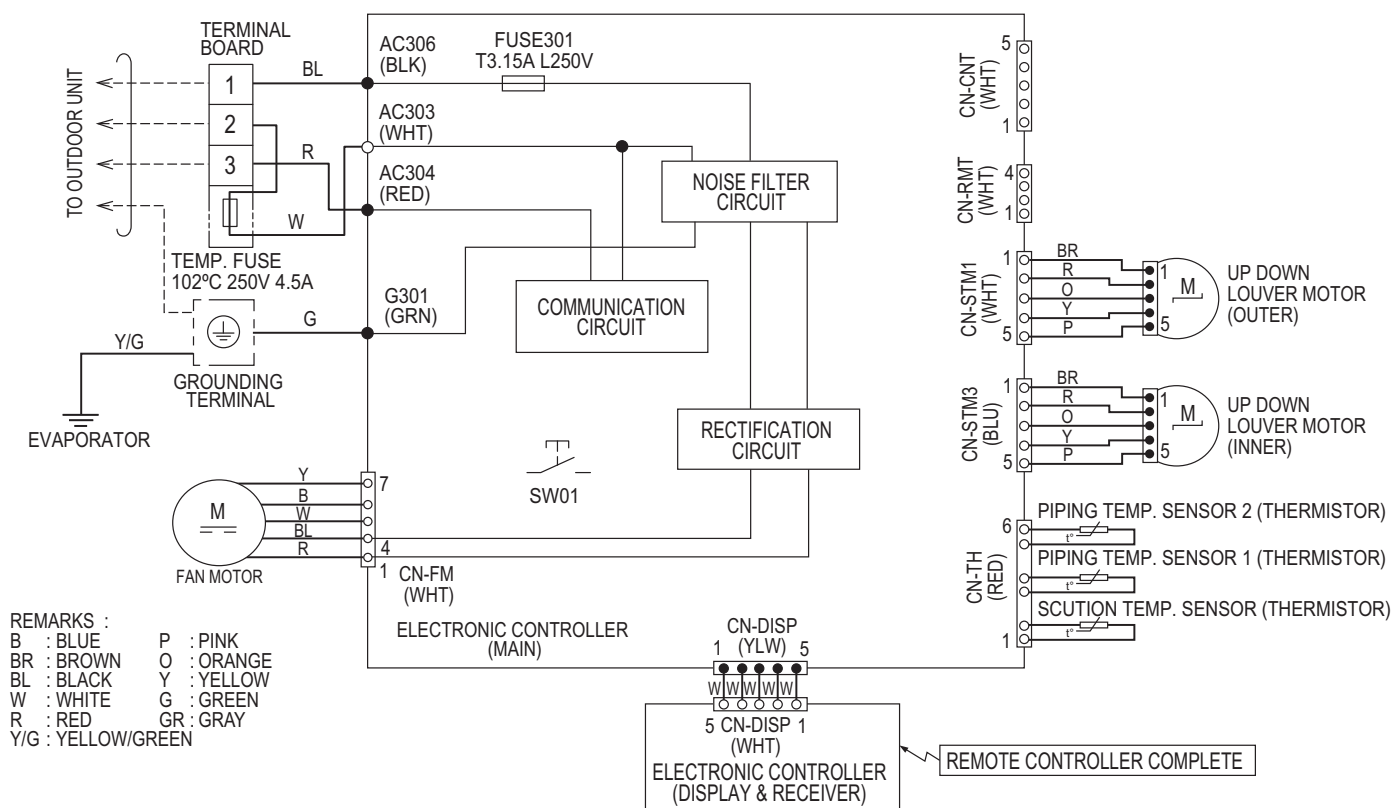 TERMINAL
BOARD
1
2
3
BL
R
W
TO OUTDOOR UNIT
TEMP. FUSE
102ºC 250V 4.5A
AC306
(BLK)
FUSE301
T3.15A L250V
AC303
(WHT)
AC304
(RED)
G301
(GRN)
G
Y/G
GROUNDING
TERMINAL
EVAPORATOR
NOISE FILTER
CIRCUIT
COMMUNICATION
CIRCUIT
RECTIFICATION
CIRCUIT
SW01
M
FAN MOTOR
Y
B
W
BL
R
7
4
1
CN-FM
(WHT)
ELECTRONIC CONTROLLER
(MAIN)
5
1
CN-CNT
(WHT)
4
1
CN-RMT
(WHT)
1
5
CN-STM1
(WHT)
BR
R
O
Y
P
1
5
M
UP DOWN
LOUVER MOTOR
(OUTER)
1
5
CN-STM3
(BLU)
BR
R
O
Y
P
1
5
M
UP DOWN
LOUVER MOTOR
(INNER)
6
1
CN-TH
(RED)
PIPING TEMP. SENSOR 2 (THERMISTOR)
t°
PIPING TEMP. SENSOR 1 (THERMISTOR)
t°
SCUTION TEMP. SENSOR (THERMISTOR)
t°
CN-DISP
1 (YLW) 5
W W W W W
5 CN-DISP 1
(WHT)
ELECTRONIC CONTROLLER
(DISPLAY & RECEIVER)
REMOTE CONTROLLER COMPLETE
REMARKS :
B : BLUE P : PINK
BR : BROWN O : ORANGE
BL : BLACK Y : YELLOW
W : WHITE G : GREEN
R : RED GR : GRAY
Y/G : YELLOW/GREEN